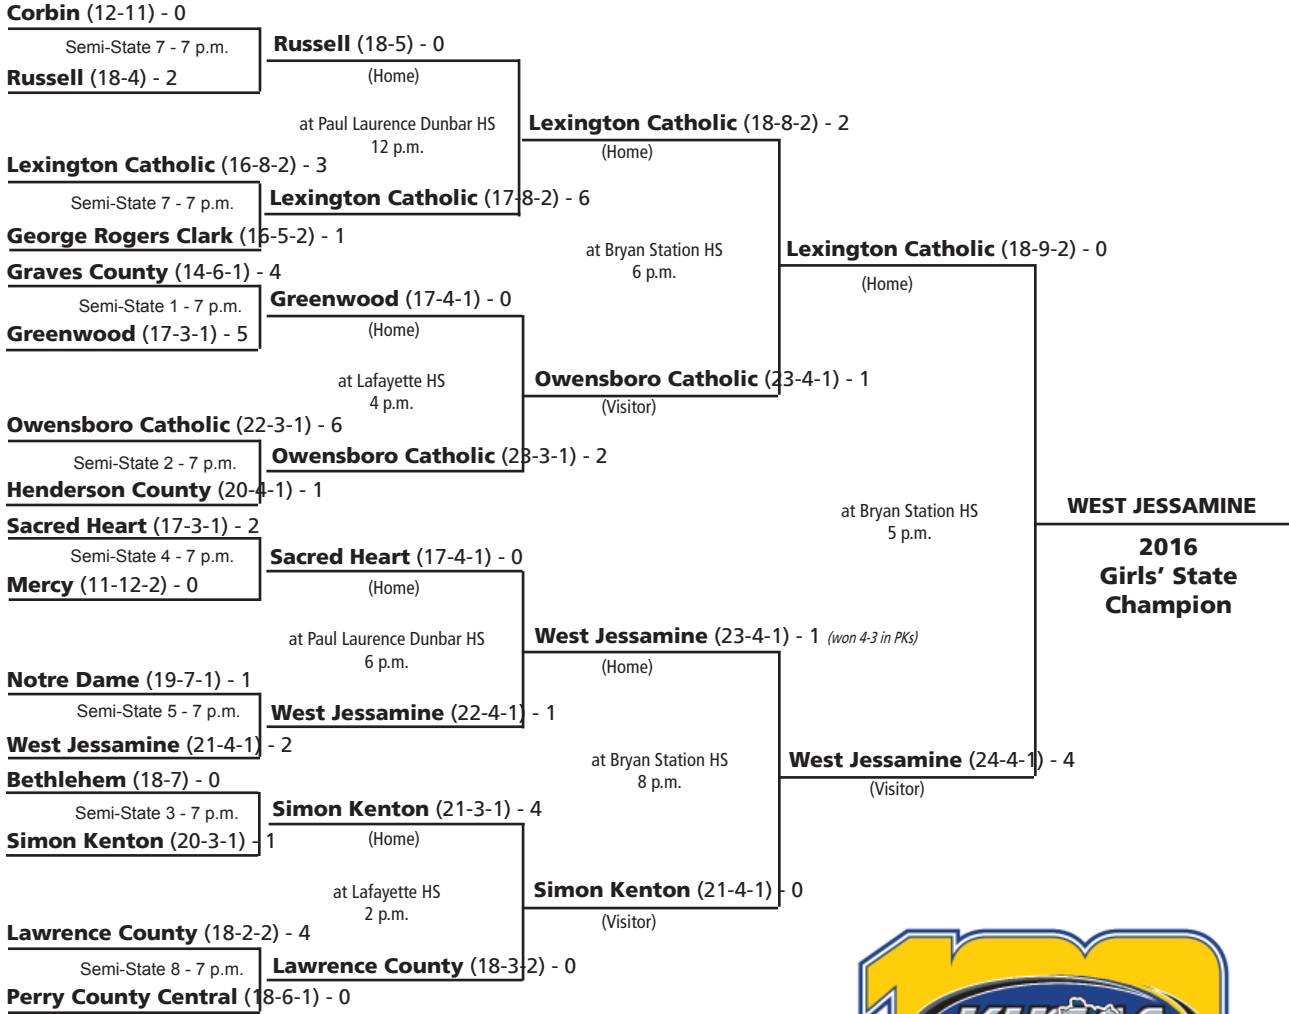 Corbin (12-11) - 0
Semi-State 7 - 7 p.m.
Russell (18-4) - 2
Russell (18-5) - 0
(Home)
at Paul Laurence Dunbar HS
12 p.m.
Lexington Catholic (16-8-2) - 3
Semi-State 7 - 7 p.m.
George Rogers Clark (16-5-2) - 1
Lexington Catholic (17-8-2) - 6
Lexington Catholic (18-8-2) - 2
(Home)
at Bryan Station HS
6 p.m.
Graves County (14-6-1) - 4
Semi-State 1 - 7 p.m.
Greenwood (17-3-1) - 5
Greenwood (17-4-1) - 0
(Home)
at Lafayette HS
4 p.m.
Owensboro Catholic (22-3-1) - 6
Semi-State 2 - 7 p.m.
Henderson County (20-4-1) - 1
Owensboro Catholic (23-3-1) - 2
Owensboro Catholic (23-4-1) - 1
(Visitor)
Lexington Catholic (18-9-2) - 0
(Home)
at Bryan Station HS
5 p.m.
Sacred Heart (17-3-1) - 2
Semi-State 4 - 7 p.m.
Mercy (11-12-2) - 0
Sacred Heart (17-4-1) - 0
(Home)
at Paul Laurence Dunbar HS
6 p.m.
Notre Dame (19-7-1) - 1
Semi-State 5 - 7 p.m.
West Jessamine (21-4-1) - 2
West Jessamine (22-4-1) - 1
West Jessamine (23-4-1) - 1 (won 4-3 in PKs)
(Home)
at Bryan Station HS
8 p.m.
Bethlehem (18-7) - 0
Semi-State 3 - 7 p.m.
Simon Kenton (20-3-1) - 1
Simon Kenton (21-3-1) - 4
(Home)
at Lafayette HS
2 p.m.
Lawrence County (18-2-2) - 4
Semi-State 8 - 7 p.m.
Perry County Central (18-6-1) - 0
Lawrence County (18-3-2) - 0
Simon Kenton (21-4-1) - 0
(Visitor)
West Jessamine (24-4-1) - 4
(Visitor)
WEST JESSAMINE
2016
Girls' State
Champion
100